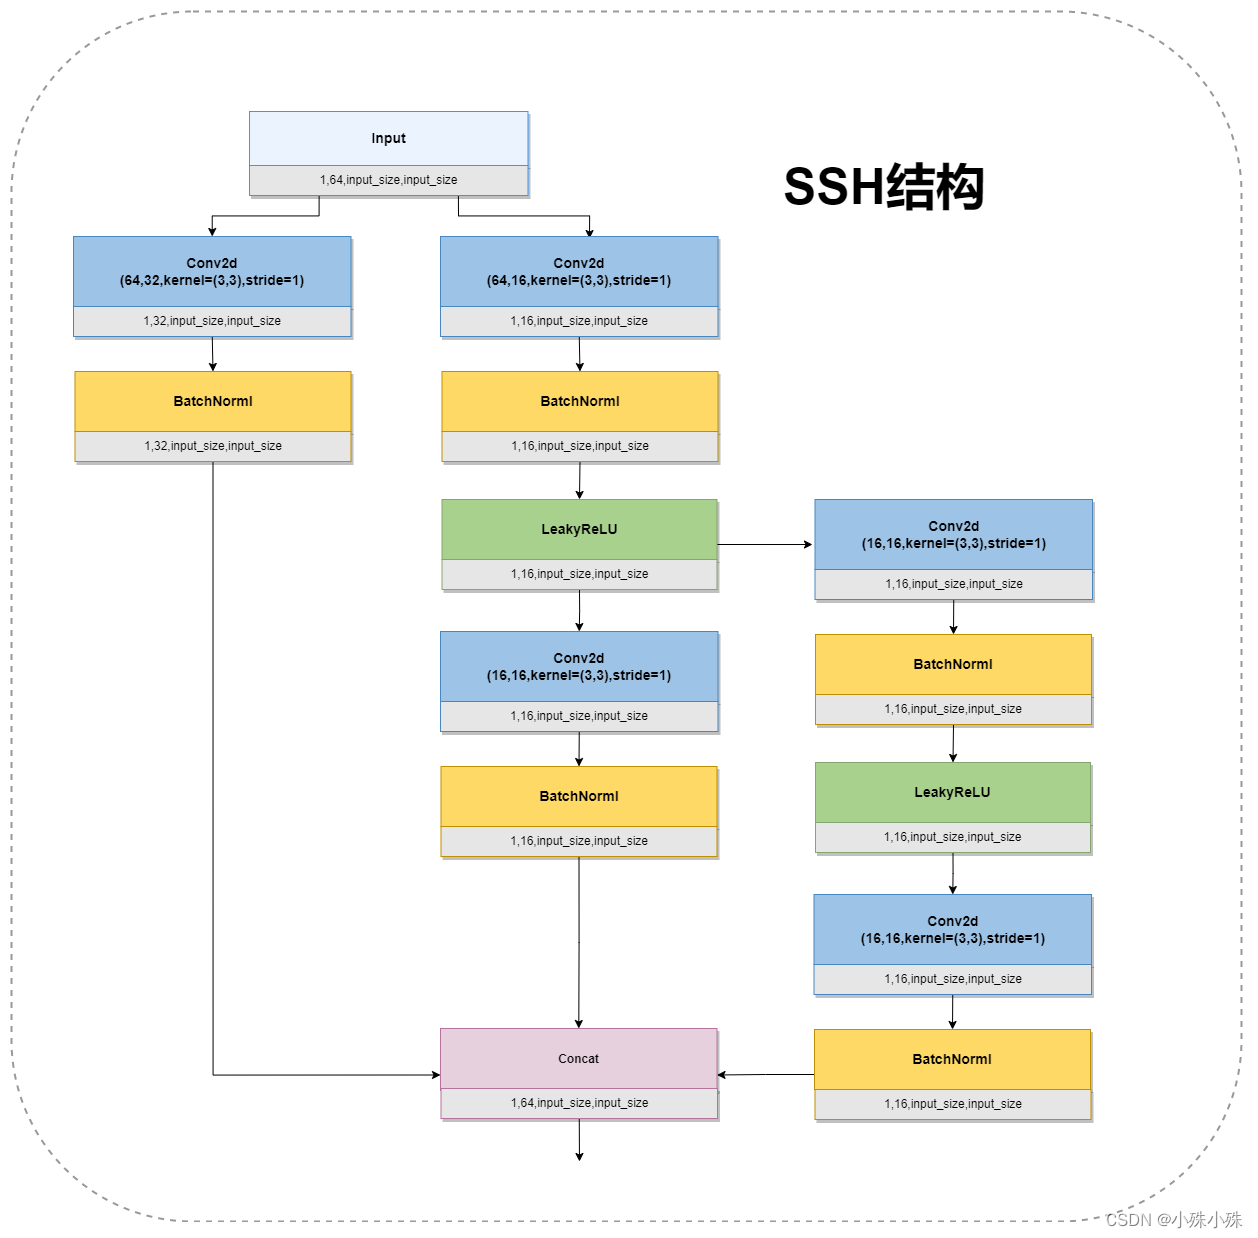 Input
1,64,input_size,input_size
SSH结构
Conv2d
(64,32,kernel=(3,3),stride=1)
1,32,input_size,input_size
Conv2d
(64,16,kernel=(3,3),stride=1)
1,16,input_size,input_size
BatchNorml
1,32,input_size,input_size
BatchNorml
1,16,input_size,input_size
LeakyReLU
1,16,input_size,input_size
Conv2d
(16,16,kernel=(3,3),stride=1)
1,16,input_size,input_size
Conv2d
(16,16,kernel=(3,3),stride=1)
1,16,input_size,input_size
BatchNorml
1,16,input_size,input_size
BatchNorml
1,16,input_size,input_size
LeakyReLU
1,16,input_size,input_size
Conv2d
(16,16,kernel=(3,3),stride=1)
1,16,input_size,input_size
Concat
1,64,input_size,input_size
BatchNorml
1,16,input_size,input_size
CSDN @小殊小殊